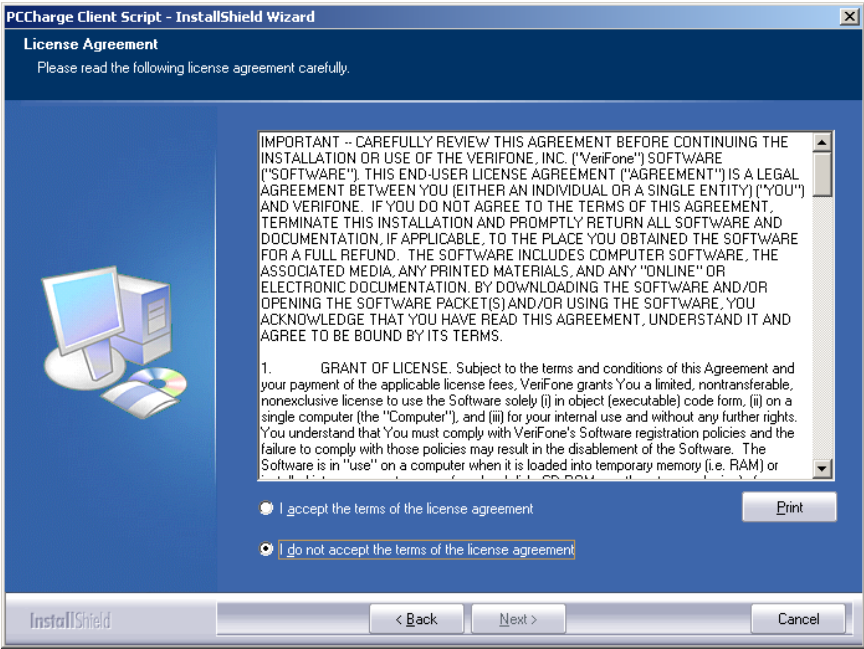 PCCharge Client Script - InstallShield Wizard
License Agreement
Please read the following license agreement carefully.
IMPORTANT -- CAREFULLY REVIEW THIS AGREEMENT BEFORE CONTINUING THE
INSTALLATION OR USE OF THE VERIFONE, INC. ("VeriFone") SOFTWARE
("SOFTWARE"). THIS END-USER LICENSE AGREEMENT ("AGREEMENT") IS A LEGAL
AGREEMENT BETWEEN YOU (EITHER AN INDIVIDUAL OR A SINGLE ENTITY) ("YOU")
AND VERIFONE. IF YOU DO NOT AGREE TO THE TERMS OF THIS AGREEMENT,
TERMINATE THIS INSTALLATION AND PROMPTLY RETURN ALL SOFTWARE AND
DOCUMENTATION, IF APPLICABLE, TO THE PLACE YOU OBTAINED THE SOFTWARE
FOR A FULL REFUND. THE SOFTWARE INCLUDES COMPUTER SOFTWARE, THE
ASSOCIATED MEDIA, ANY PRINTED MATERIALS, AND ANY "ONLINE" OR
ELECTRONIC DOCUMENTATION. BY DOWNLOADING THE SOFTWARE AND/OR
OPENING THE SOFTWARE PACKET(S) AND/OR USING THE SOFTWARE, YOU
ACKNOWLEDGE THAT YOU HAVE READ THIS AGREEMENT, UNDERSTAND IT AND
AGREE TO BE BOUND BY ITS TERMS.
1. GRANT OF LICENSE. Subject to the terms and conditions of this Agreement and
your payment of the applicable license fees, VeriFone grants You a limited, nontransferable,
nonexclusive license to use the Software solely (i) in object (executable) code form, (ii) on a
single computer (the "Computer"), and (iii) for your internal use and without any further rights.
You understand that You must comply with VeriFone's Software registration policies and the
failure to comply with those policies may result in the disablement of the Software. The
Software is in "use" on a computer when it is loaded into temporary memory (i.e. RAM) or
I accept the terms of the license agreement
Print
I do not accept the terms of the license agreement
InstallShield
< Back
Next >
Cancel